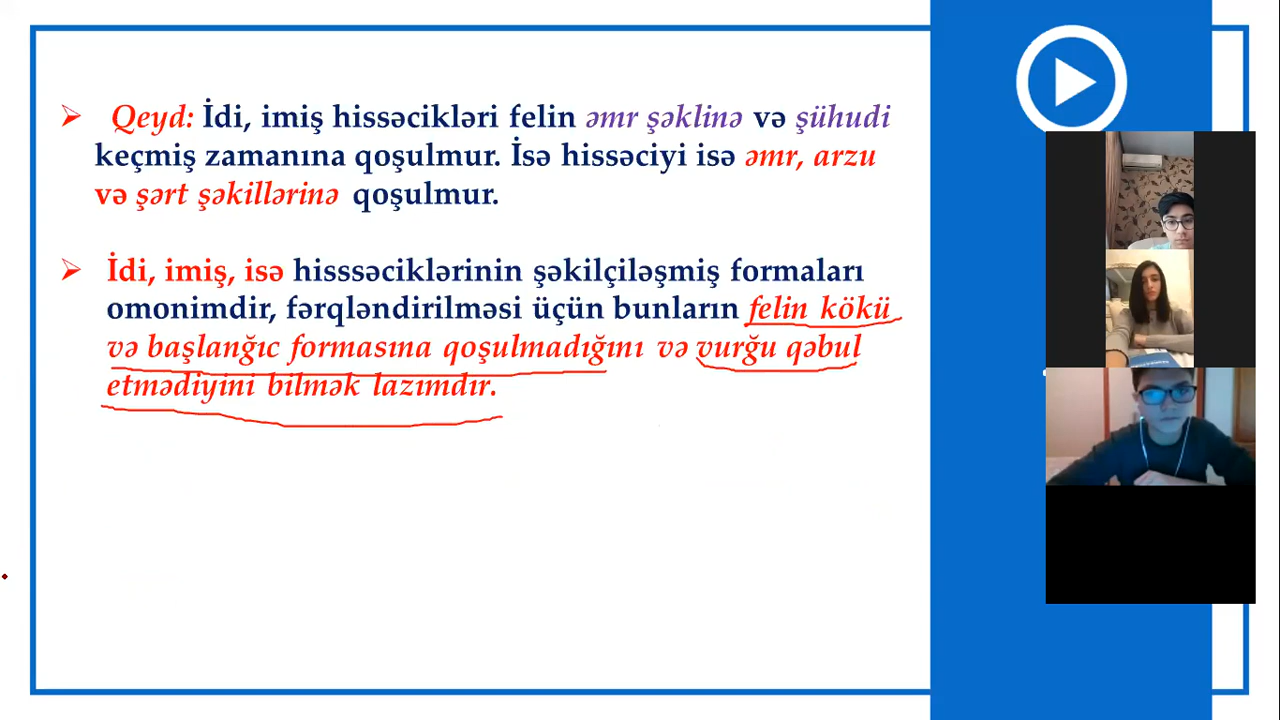 Qeyd: İdi, imiş hissəcikləri felin əmr şəklinə və şühudi
keçmiş zamanına qoşulmur. İsə hissəciyi isə əmr, arzu
və şərt şəkillərinə qoşulmur.
İdi, imiş, isə hisssəciklərinin şəkilçiləşmiş formaları
omonimdir, fərqləndirilməsi üçün bunların felin kökü
və başlanğıc formasına qoşulmadığını və vurğu qəbul
etmədiyini bilmək lazımdır.